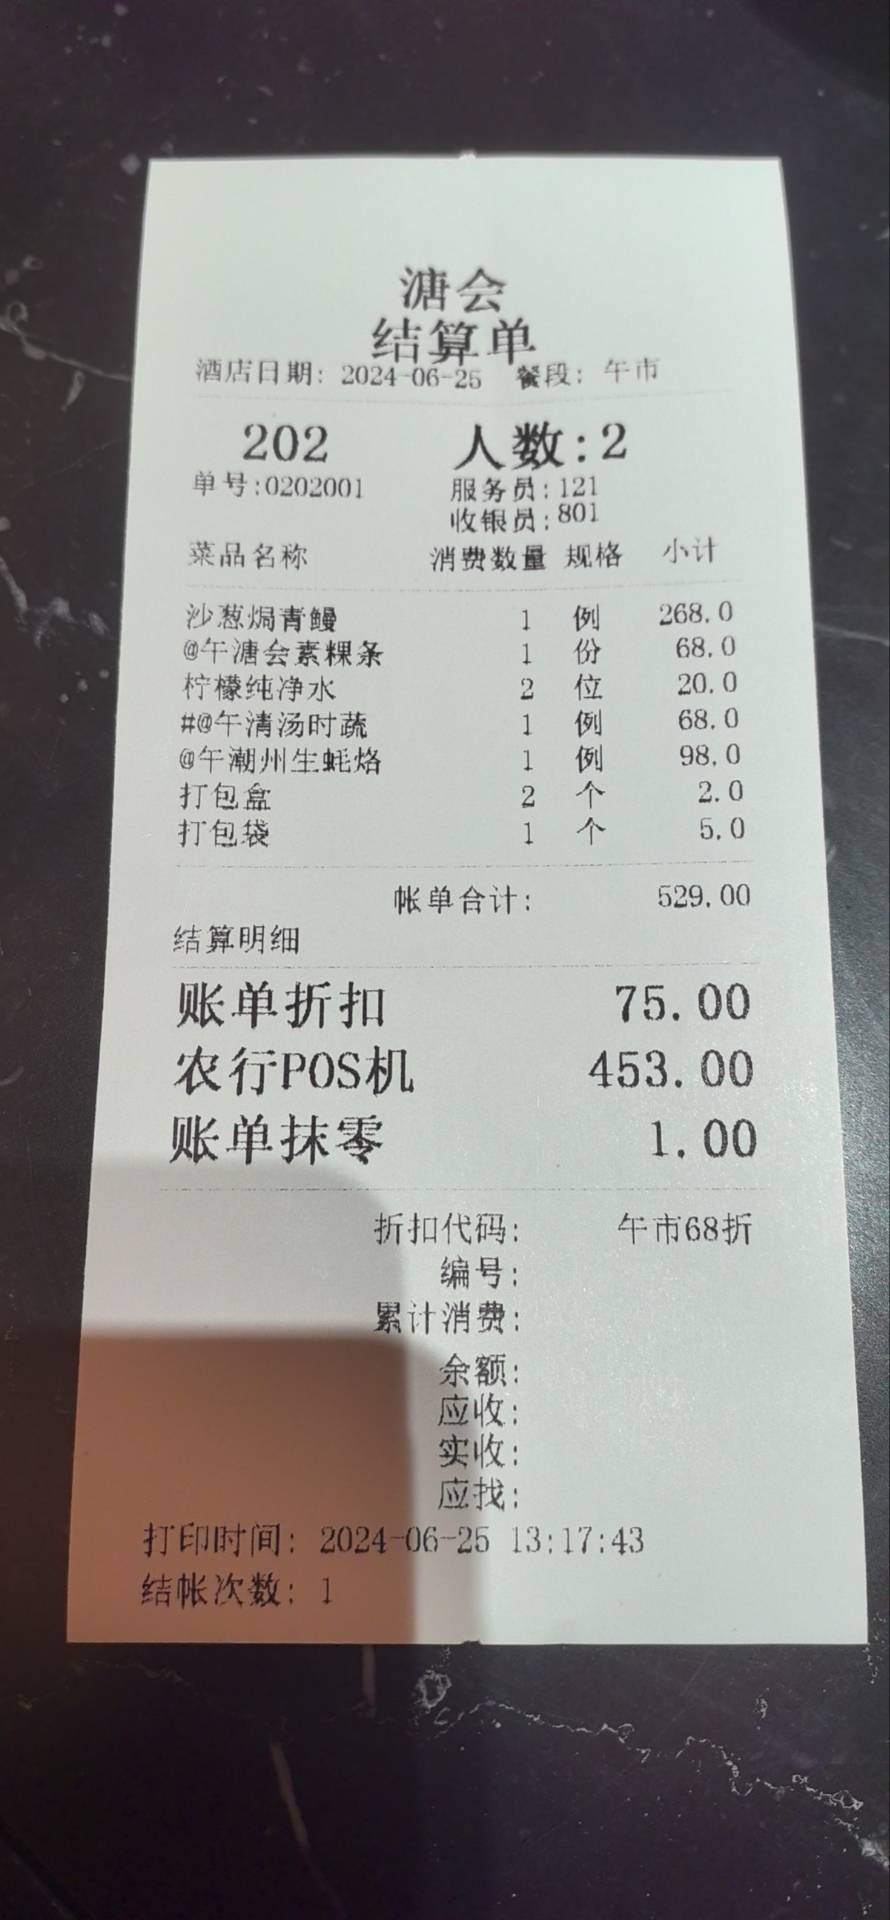 溏会
结算单
酒店日期: 2024-06-25 餐段: 午市
202 人数:2
单号:0202001 服务员:121
收银员:801
菜品名称 消费数量 规格 小计
沙葱焗青鳗 1 例 268.0
@午溏会素粿条 1 份 68.0
柠檬纯净水 2 位 20.0
#@午清汤时蔬 1 例 68.0
@午潮州生蚝烙 1 例 98.0
打包盒 2 个 2.0
打包袋 1 个 5.0
帐单合计: 529.00
结算明细
账单折扣 75.00
农行POS机 453.00
账单抹零 1.00
折扣代码: 午市68折
编号:
累计消费:
余额:
应收:
实收:
应找:
打印时间: 2024-06-25 13:17:43
结帐次数: 1